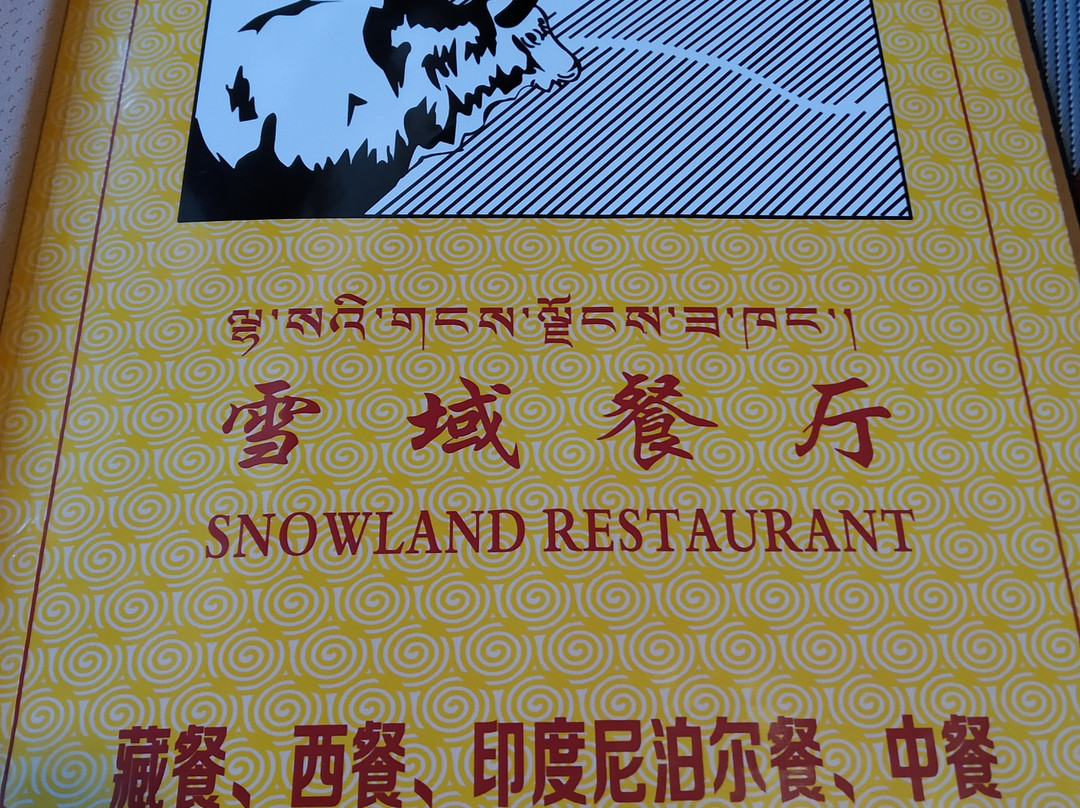 ལྷ་སའི་གངས་ལྗོངས་ཟ་ཁང་།
雪域餐厅
SNOWLAND RESTAURANT
藏餐、西餐、印度尼泊尔餐、中餐